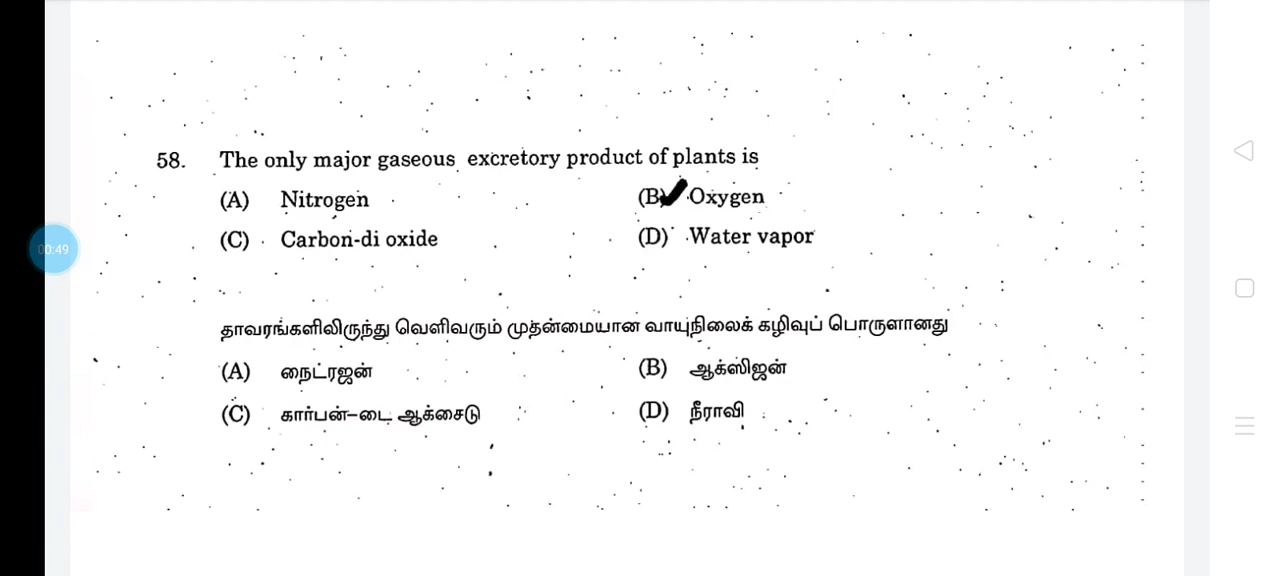 58. The only major gaseous excretory product of plants is
(A) Nitrogen (B) Oxygen
(C) Carbon-di oxide (D) Water vapor
00:49
தாவரங்களிலிருந்து வெளிவரும் முதன்மையான வாயுநிலைக் கழிவுப் பொருளானது
(A) நைட்ரஜன் (B) ஆக்ஸிஜன்
(C) கார்பன்–டை ஆக்சைடு (D) நீராவி